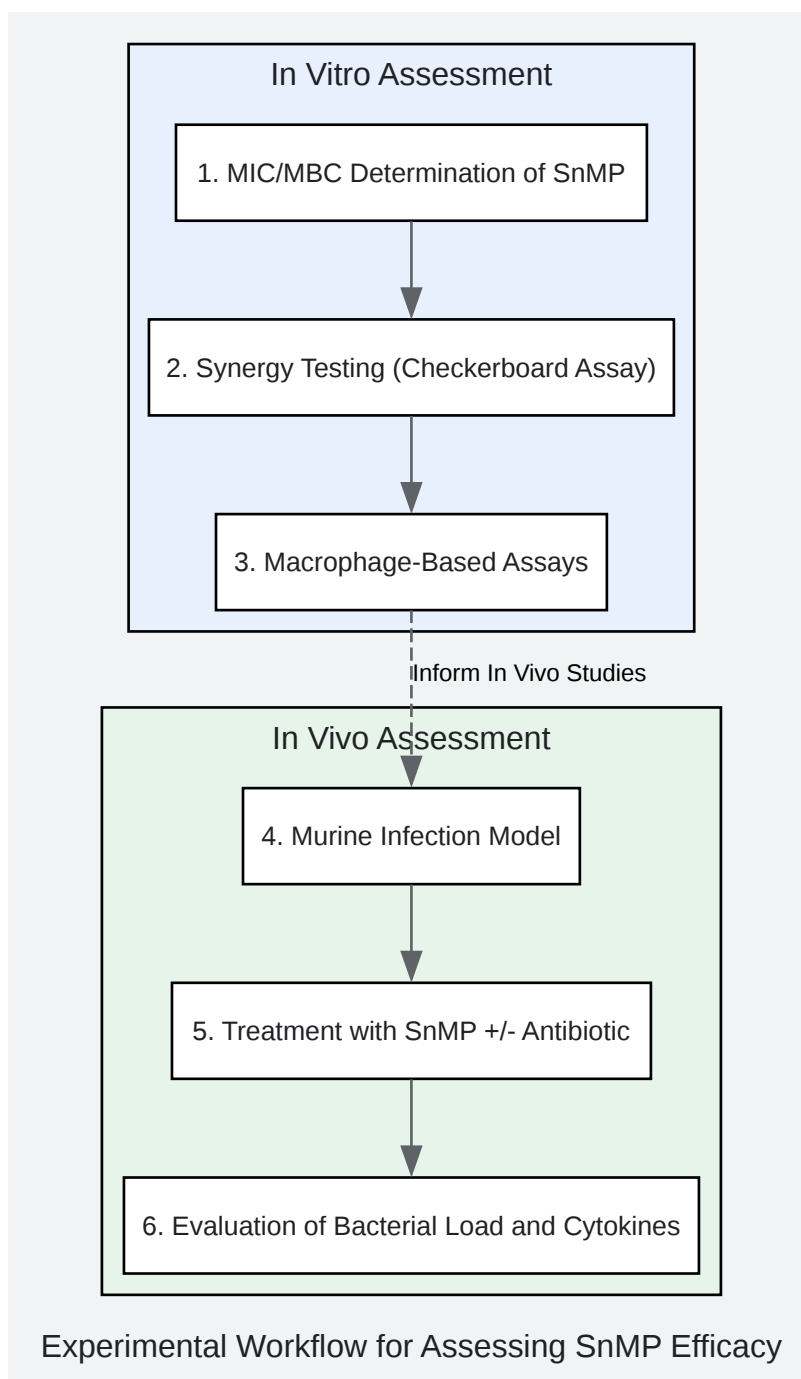 In Vitro Assessment
1. MIC/MBC Determination of SnMP
2. Synergy Testing (Checkerboard Assay)
3. Macrophage-Based Assays
Inform In Vivo Studies
In Vivo Assessment
4. Murine Infection Model
5. Treatment with SnMP +/- Antibiotic
6. Evaluation of Bacterial Load and Cytokines
Experimental Workflow for Assessing SnMP Efficacy